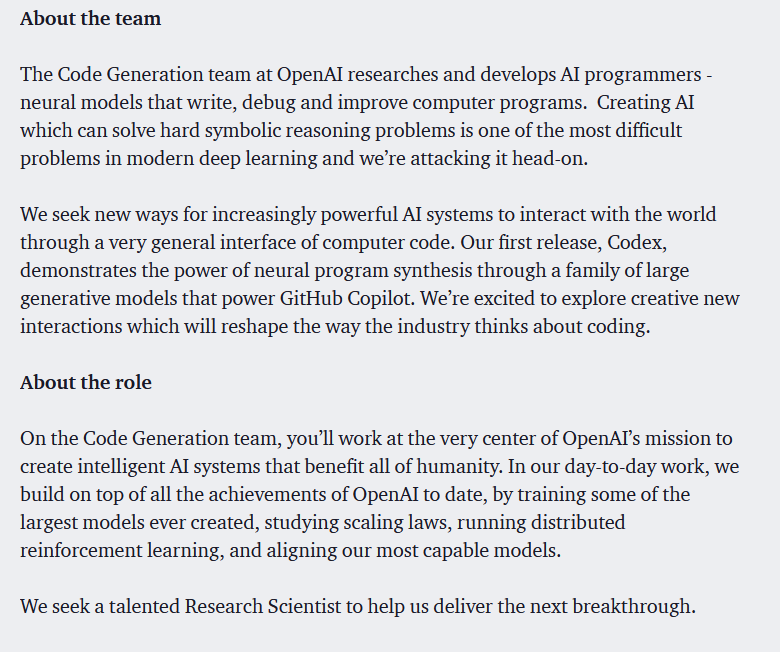 About the team
The Code Generation team at OpenAI researches and develops AI programmers -
neural models that write, debug and improve computer programs.  Creating AI
which can solve hard symbolic reasoning problems is one of the most difficult
problems in modern deep learning and we’re attacking it head-on.
We seek new ways for increasingly powerful AI systems to interact with the world
through a very general interface of computer code. Our first release, Codex,
demonstrates the power of neural program synthesis through a family of large
generative models that power GitHub Copilot. We’re excited to explore creative new
interactions which will reshape the way the industry thinks about coding.
About the role
On the Code Generation team, you’ll work at the very center of OpenAI’s mission to
create intelligent AI systems that benefit all of humanity. In our day-to-day work, we
build on top of all the achievements of OpenAI to date, by training some of the
largest models ever created, studying scaling laws, running distributed
reinforcement learning, and aligning our most capable models.
We seek a talented Research Scientist to help us deliver the next breakthrough.